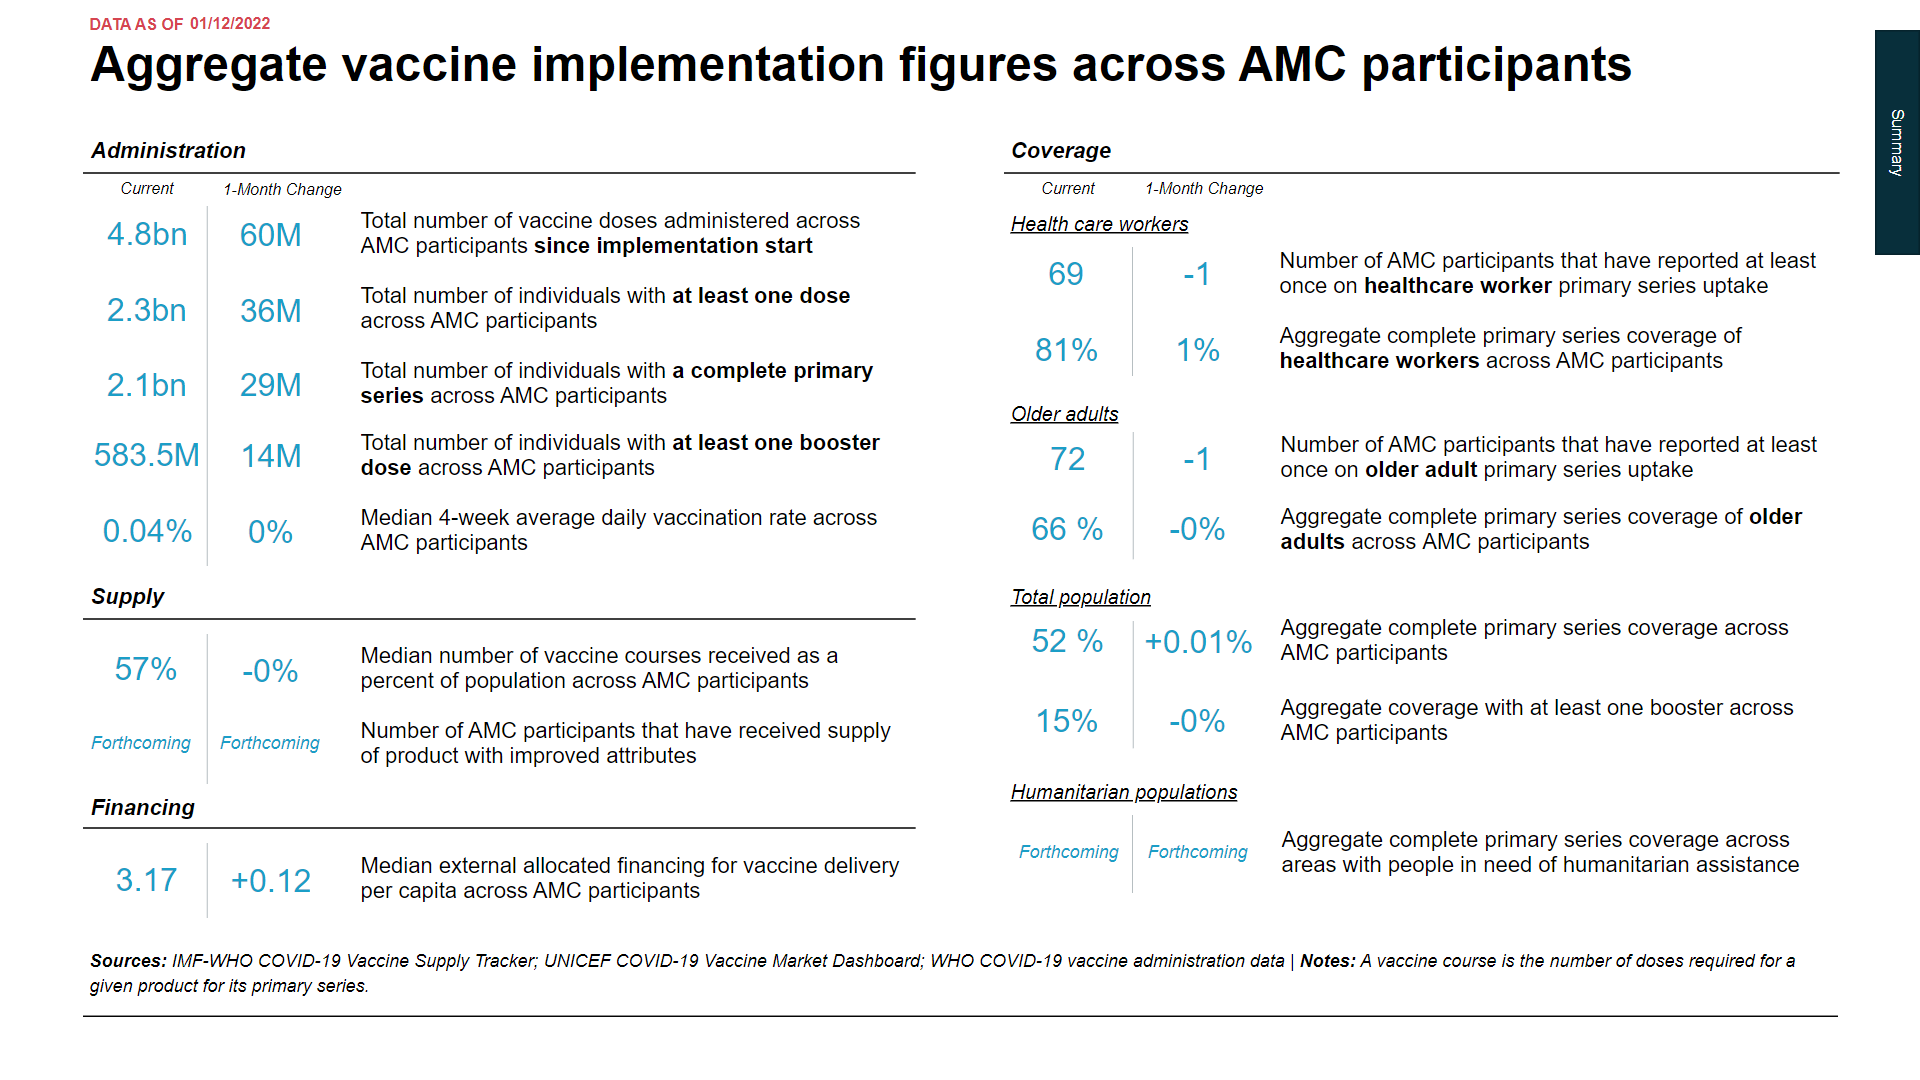 DATA AS OF 01/12/2022
Aggregate vaccine implementation figures across AMC participants
Summary
Administration
Current 1-Month Change
4.8bn 60M Total number of vaccine doses administered across
AMC participants since implementation start
2.3bn 36M Total number of individuals with at least one dose
across AMC participants
2.1bn 29M Total number of individuals with a complete primary
series across AMC participants
583.5M 14M Total number of individuals with at least one booster
dose across AMC participants
0.04% 0% Median 4-week average daily vaccination rate across
AMC participants
Supply
57% -0% Median number of vaccine courses received as a
percent of population across AMC participants
Forthcoming Forthcoming Number of AMC participants that have received supply
of product with improved attributes
Financing
3.17 +0.12 Median external allocated financing for vaccine delivery
per capita across AMC participants
Coverage
Current 1-Month Change
Health care workers
69 -1 Number of AMC participants that have reported at least
once on healthcare worker primary series uptake
81% 1% Aggregate complete primary series coverage of
healthcare workers across AMC participants
Older adults
72 -1 Number of AMC participants that have reported at least
once on older adult primary series uptake
66 % -0% Aggregate complete primary series coverage of older
adults across AMC participants
Total population
52 % +0.01% Aggregate complete primary series coverage across
AMC participants
15% -0% Aggregate coverage with at least one booster across
AMC participants
Humanitarian populations
Forthcoming Forthcoming Aggregate complete primary series coverage across
areas with people in need of humanitarian assistance
Sources: IMF-WHO COVID-19 Vaccine Supply Tracker; UNICEF COVID-19 Vaccine Market Dashboard; WHO COVID-19 vaccine administration data | Notes: A vaccine course is the number of doses required for a
given product for its primary series.